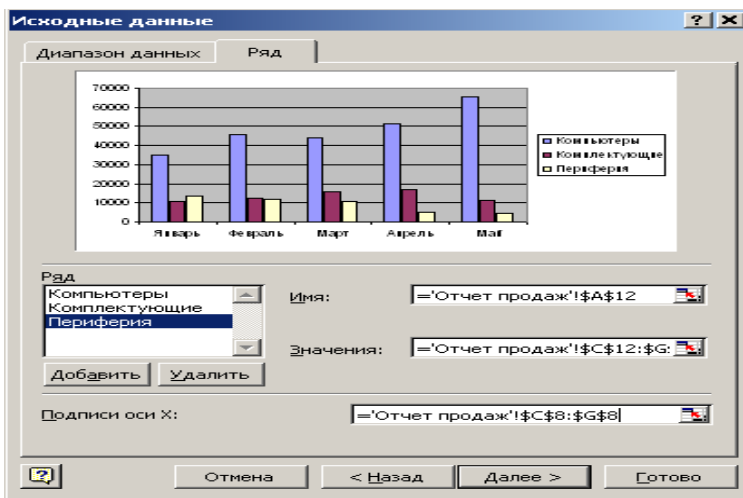 Исходные данные
Диапазон данных Ряд
70000
60000
50000
40000
30000
20000
10000
0
Январь Февраль Март Апрель Май
Компьютеры
Комплектующие
Периферия
Ряд
Компьютеры
Комплектующие
Периферия
Имя: ='Отчет продаж'!$A$12
Значения: ='Отчет продаж'!$C$12:$G:
Добавить Удалить
Подписи оси X: ='Отчет продаж'!$C$8:$G$8
Отмена < Назад Далее > Готово